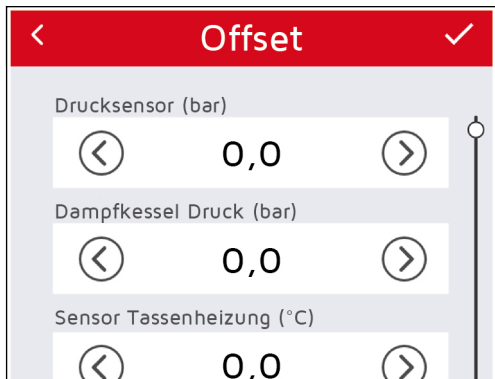 Offset
Drucksensor (bar)
0,0
Dampfkessel Druck (bar)
0,0
Sensor Tassenheizung (°C)
0,0